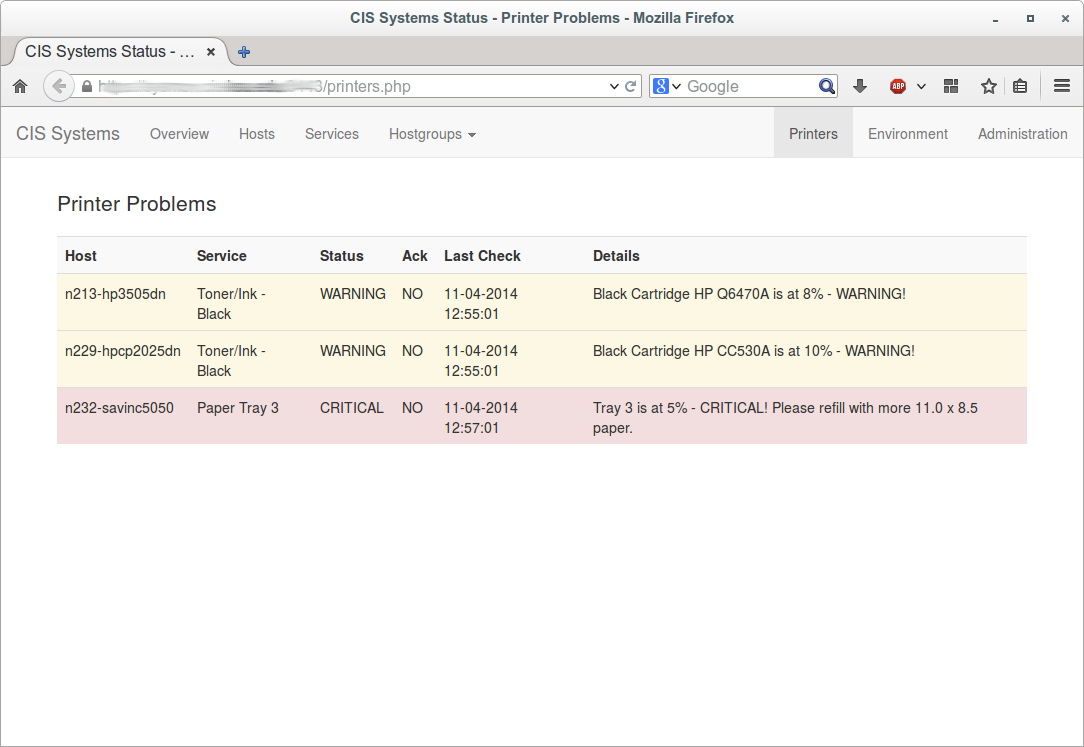 CIS Systems Status - Printer Problems - Mozilla Firefox
CIS Systems Status - ...
/printers.php
8 Google
ABP
CIS Systems Overview Hosts Services Hostgroups Printers Environment Administration
Printer Problems
Host Service Status Ack Last Check Details
n213-hp3505dn Toner/Ink - WARNING NO 11-04-2014 Black Cartridge HP Q6470A is at 8% - WARNING!
Black 12:55:01
n229-hpcp2025dn Toner/Ink - WARNING NO 11-04-2014 Black Cartridge HP CC530A is at 10% - WARNING!
Black 12:55:01
n232-savinc5050 Paper Tray 3 CRITICAL NO 11-04-2014 Tray 3 is at 5% - CRITICAL! Please refill with more 11.0 x 8.5
12:57:01 paper.